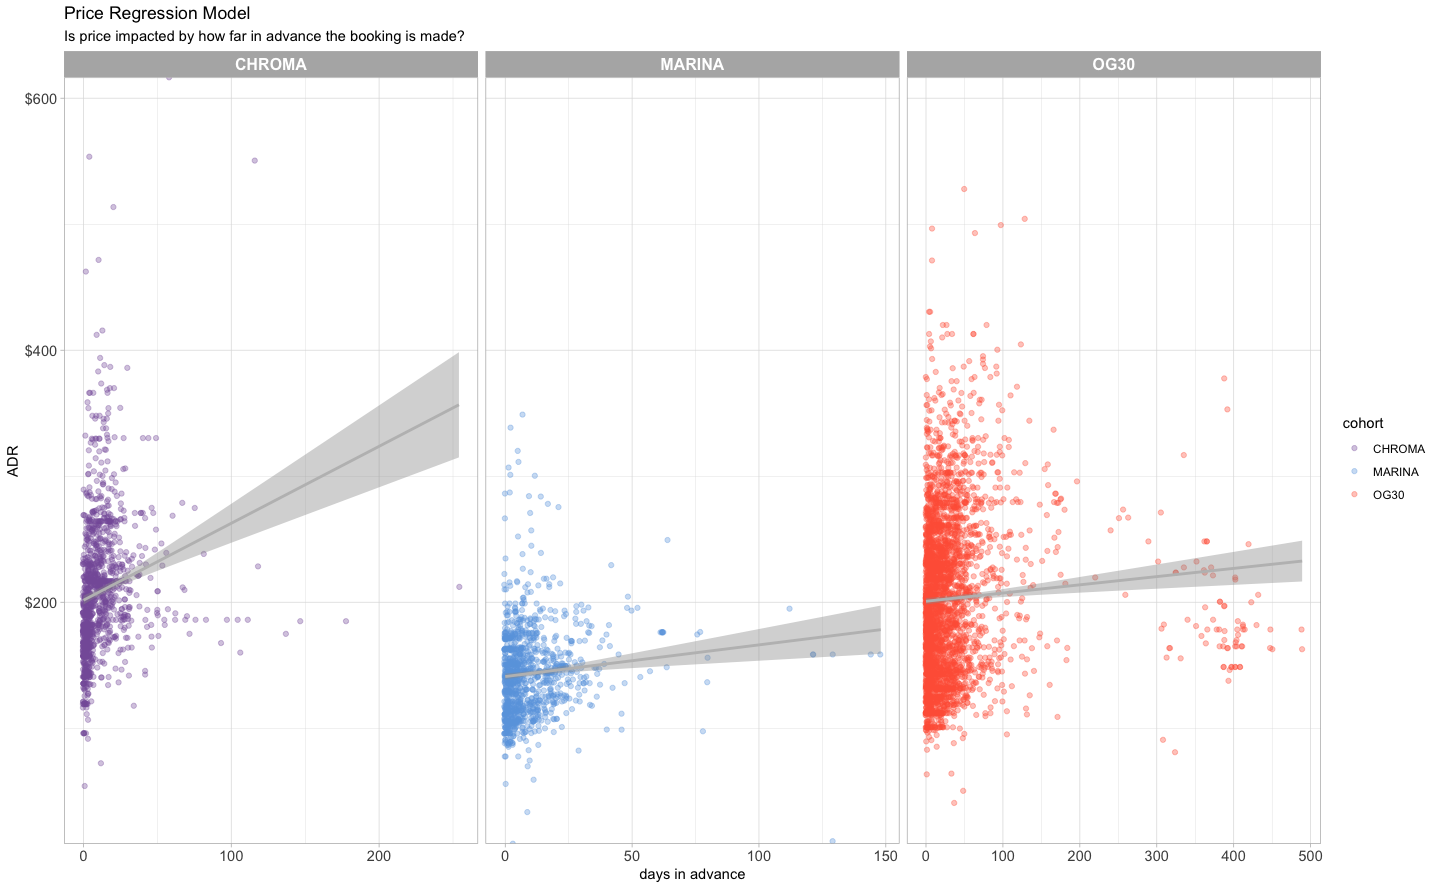 Price Regression Model
Is price impacted by how far in advance the booking is made?
CHROMA MARINA OG30
$600
$400
$200
ADR
0 100 200 0 50 100 150 0 100 200 300 400 500
days in advance
cohort
CHROMA
MARINA
OG30